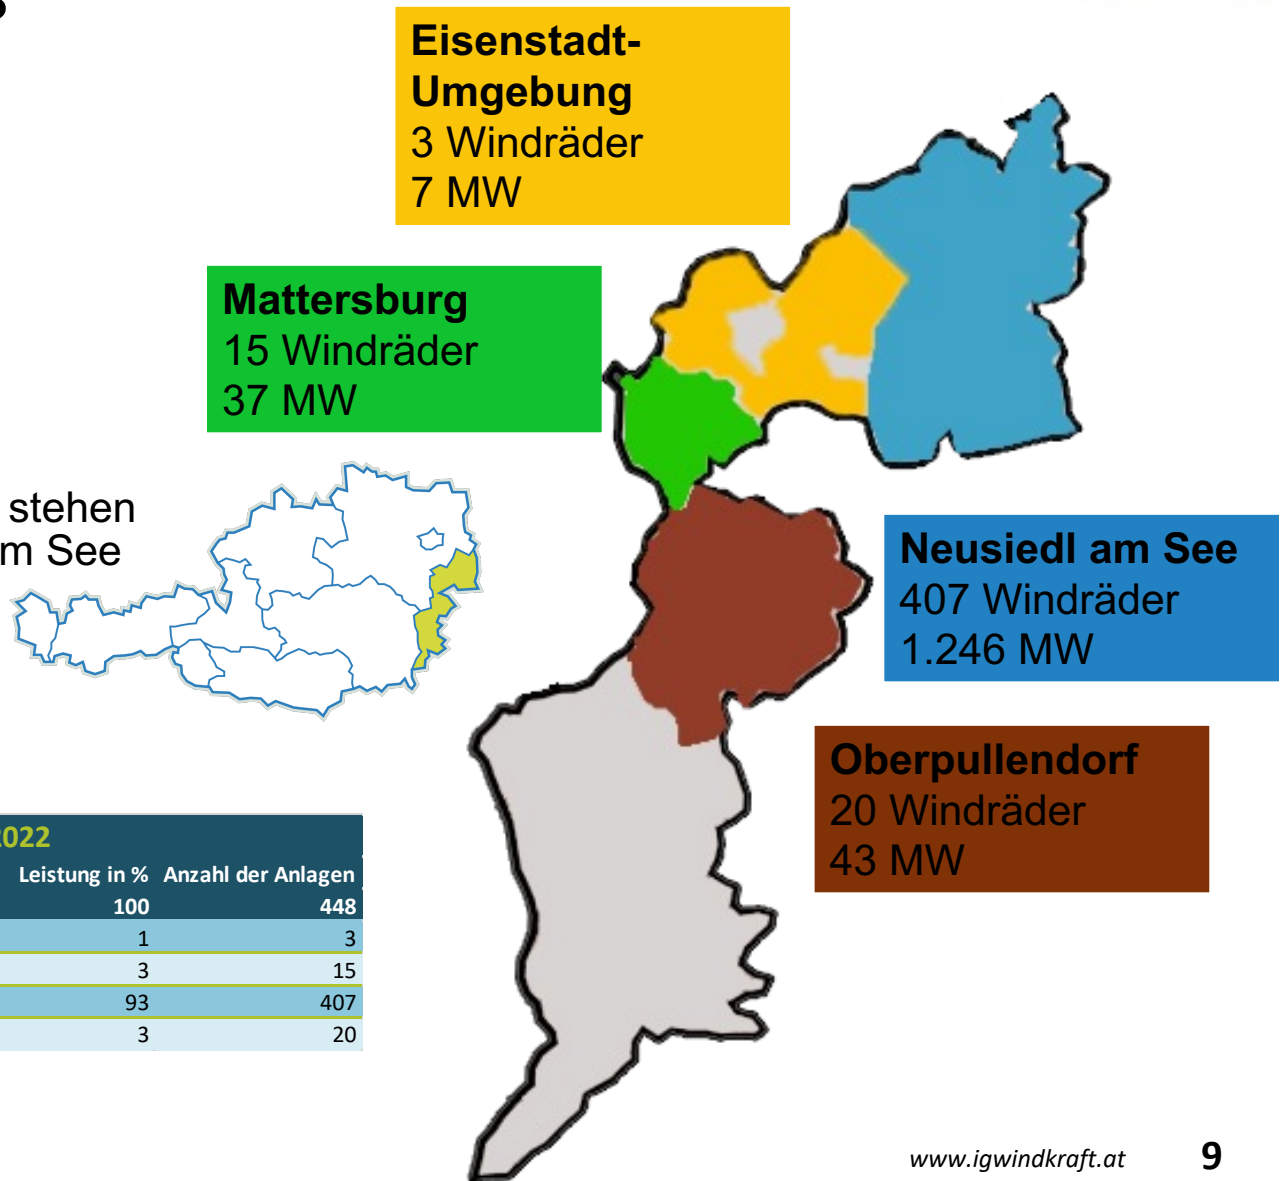 Eisenstadt-
Umgebung
3 Windräder
7 MW
Mattersburg
15 Windräder
37 MW
stehen
m See
Neusiedl am See
407 Windräder
1.246 MW
Oberpullendorf
20 Windräder
43 MW
2022
Leistung in % Anzahl der Anlagen
100 448
1 3
3 15
93 407
3 20
www.igwindkraft.at 9